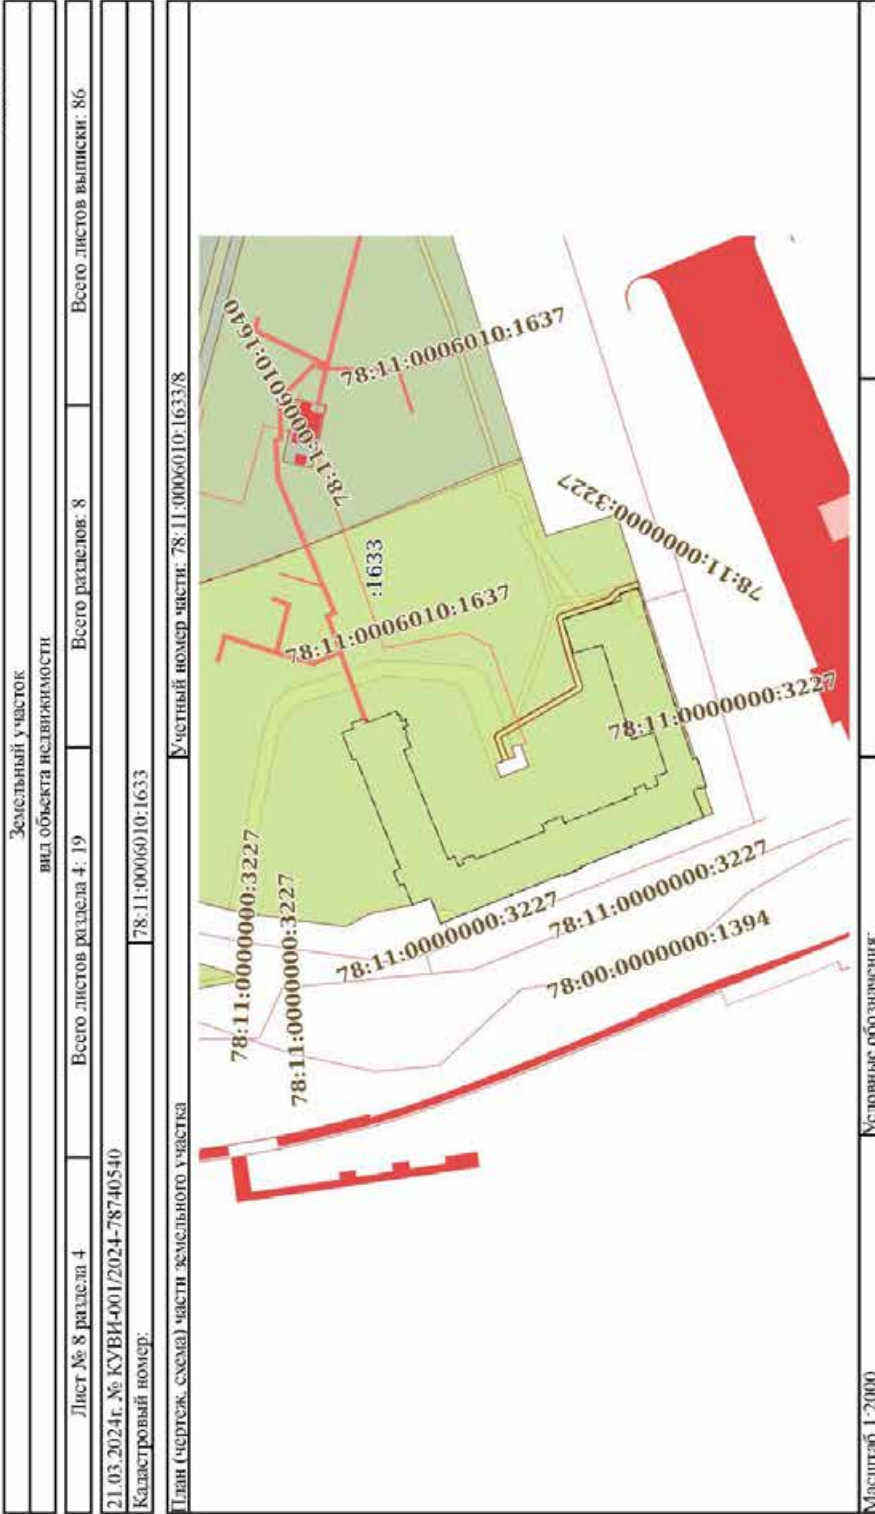 Земельный участок
вид объекта недвижимости
Лист № 8 раздела 4 Всего листов раздела 4: 19 Всего разделов: 8 Всего листов выписки: 86
21.03.2024г. № КУВИ-001/2024-78740540
Кадастровый номер: 78:11:0006010:1633
План (чертеж, схема) части земельного участка Учетный номер части: 78:11:0006010:1633/8
78:11:0006010:1640
78:11:0006010:1637
:1633
78:11:0006010:1637
78:11:0000000:3227
78:11:0000000:3227
78:11:0000000:3227
78:11:0000000:3227
78:11:0000000:3227
78:11:0000000:3227
78:00:0000000:1394
Масштаб 1:2000 Условные обозначения: